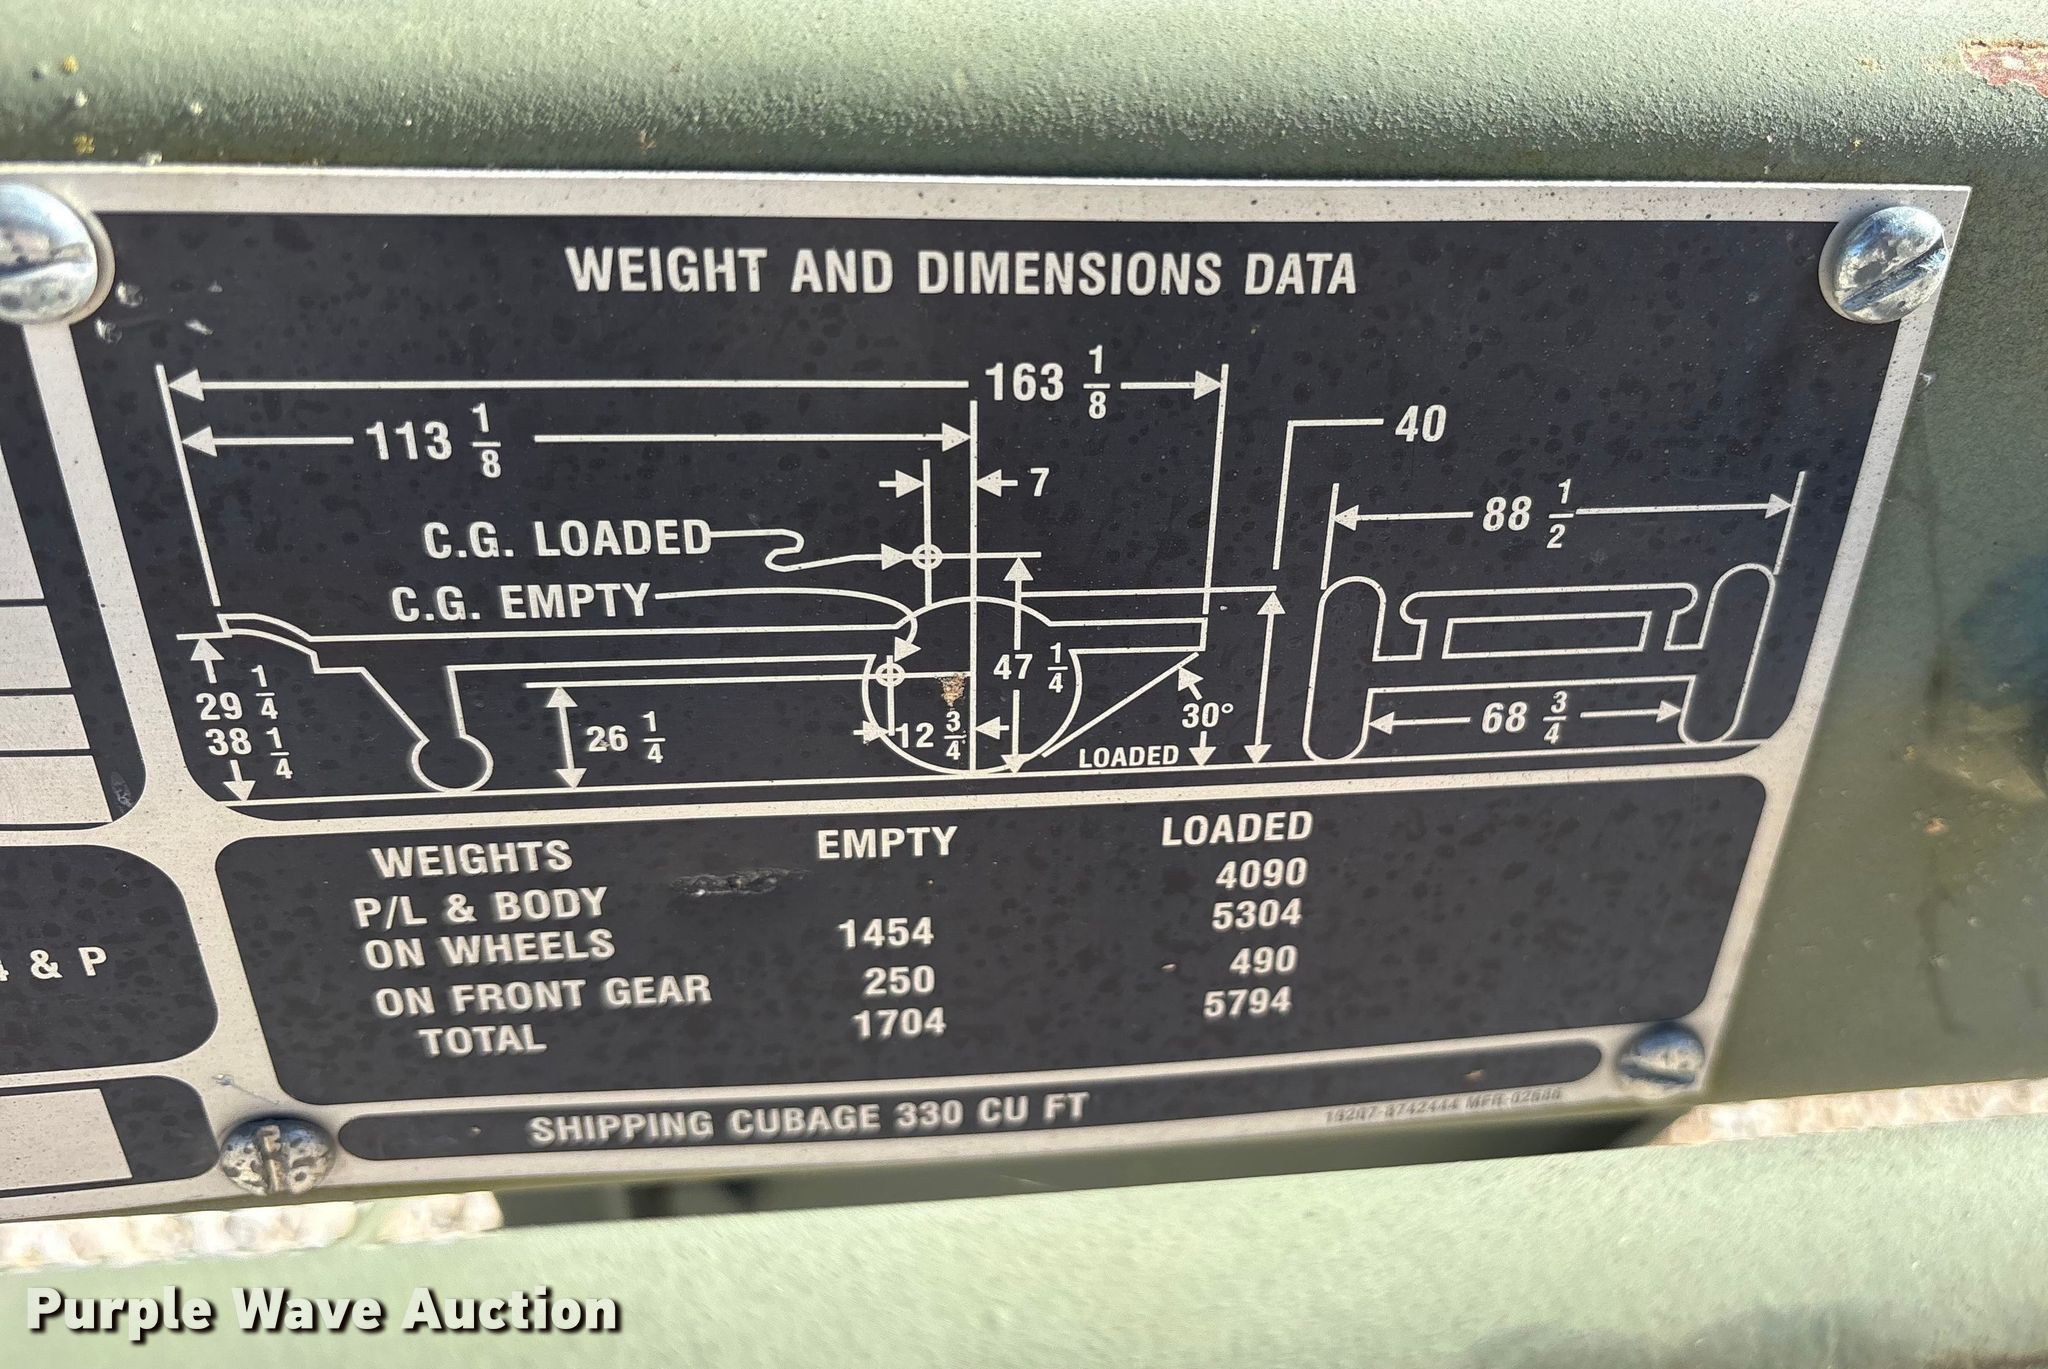 WEIGHT AND DIMENSIONS DATA
163 1/8
113 1/8
40
7
88 1/2
C.G. LOADED
C.G. EMPTY
47 1/4
29 1/4
38 1/4
26 1/4
12 3/4
30°
68 3/4
LOADED
WEIGHTS EMPTY LOADED
P/L & BODY 4090
ON WHEELS 1454 5304
ON FRONT GEAR 250 490
TOTAL 1704 5794
& P
SHIPPING CUBAGE 330 CU FT
19207-8742444 MFR
Purple Wave Auction